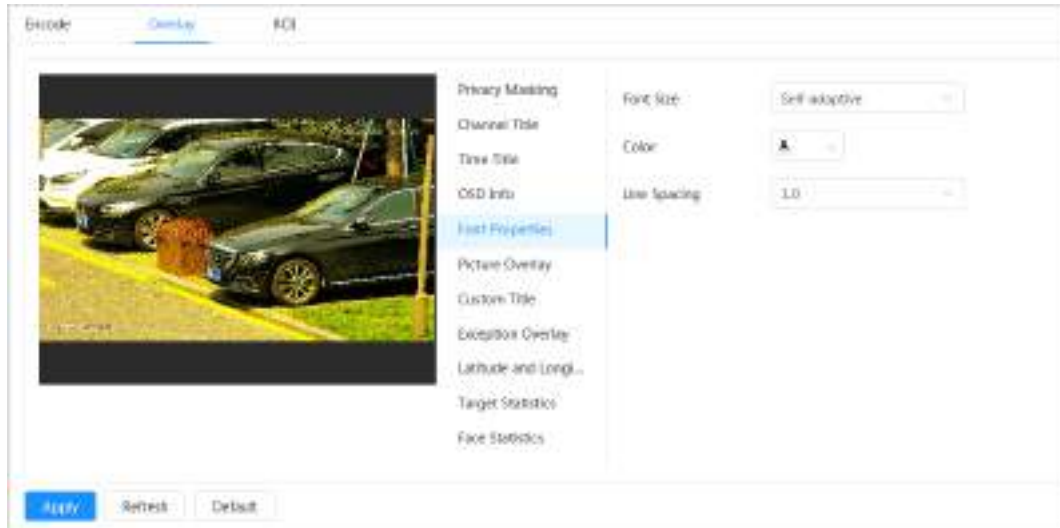 Encode
Overlay
ROI
Privacy Masking
Channel Title
Time Title
OSD Info
Font Properties
Picture Overlay
Custom Title
Exception Overlay
Latitude and Longi...
Target Statistics
Face Statistics
Font Size
Self-adaptive
Color
A
Line Spacing
1.0
Apply
Refresh
Default